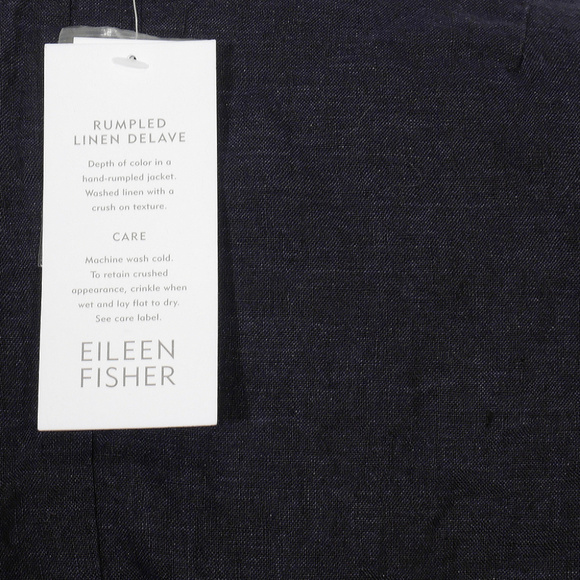 RUMPLED
LINEN DELAVE
Depth of color in a
hand-rumpled jacket.
Washed linen with a
crush on texture.
CARE
Machine wash cold.
To retain crushed
appearance, crinkle when
wet and lay flat to dry.
See care label.
EILEEN
FISHER